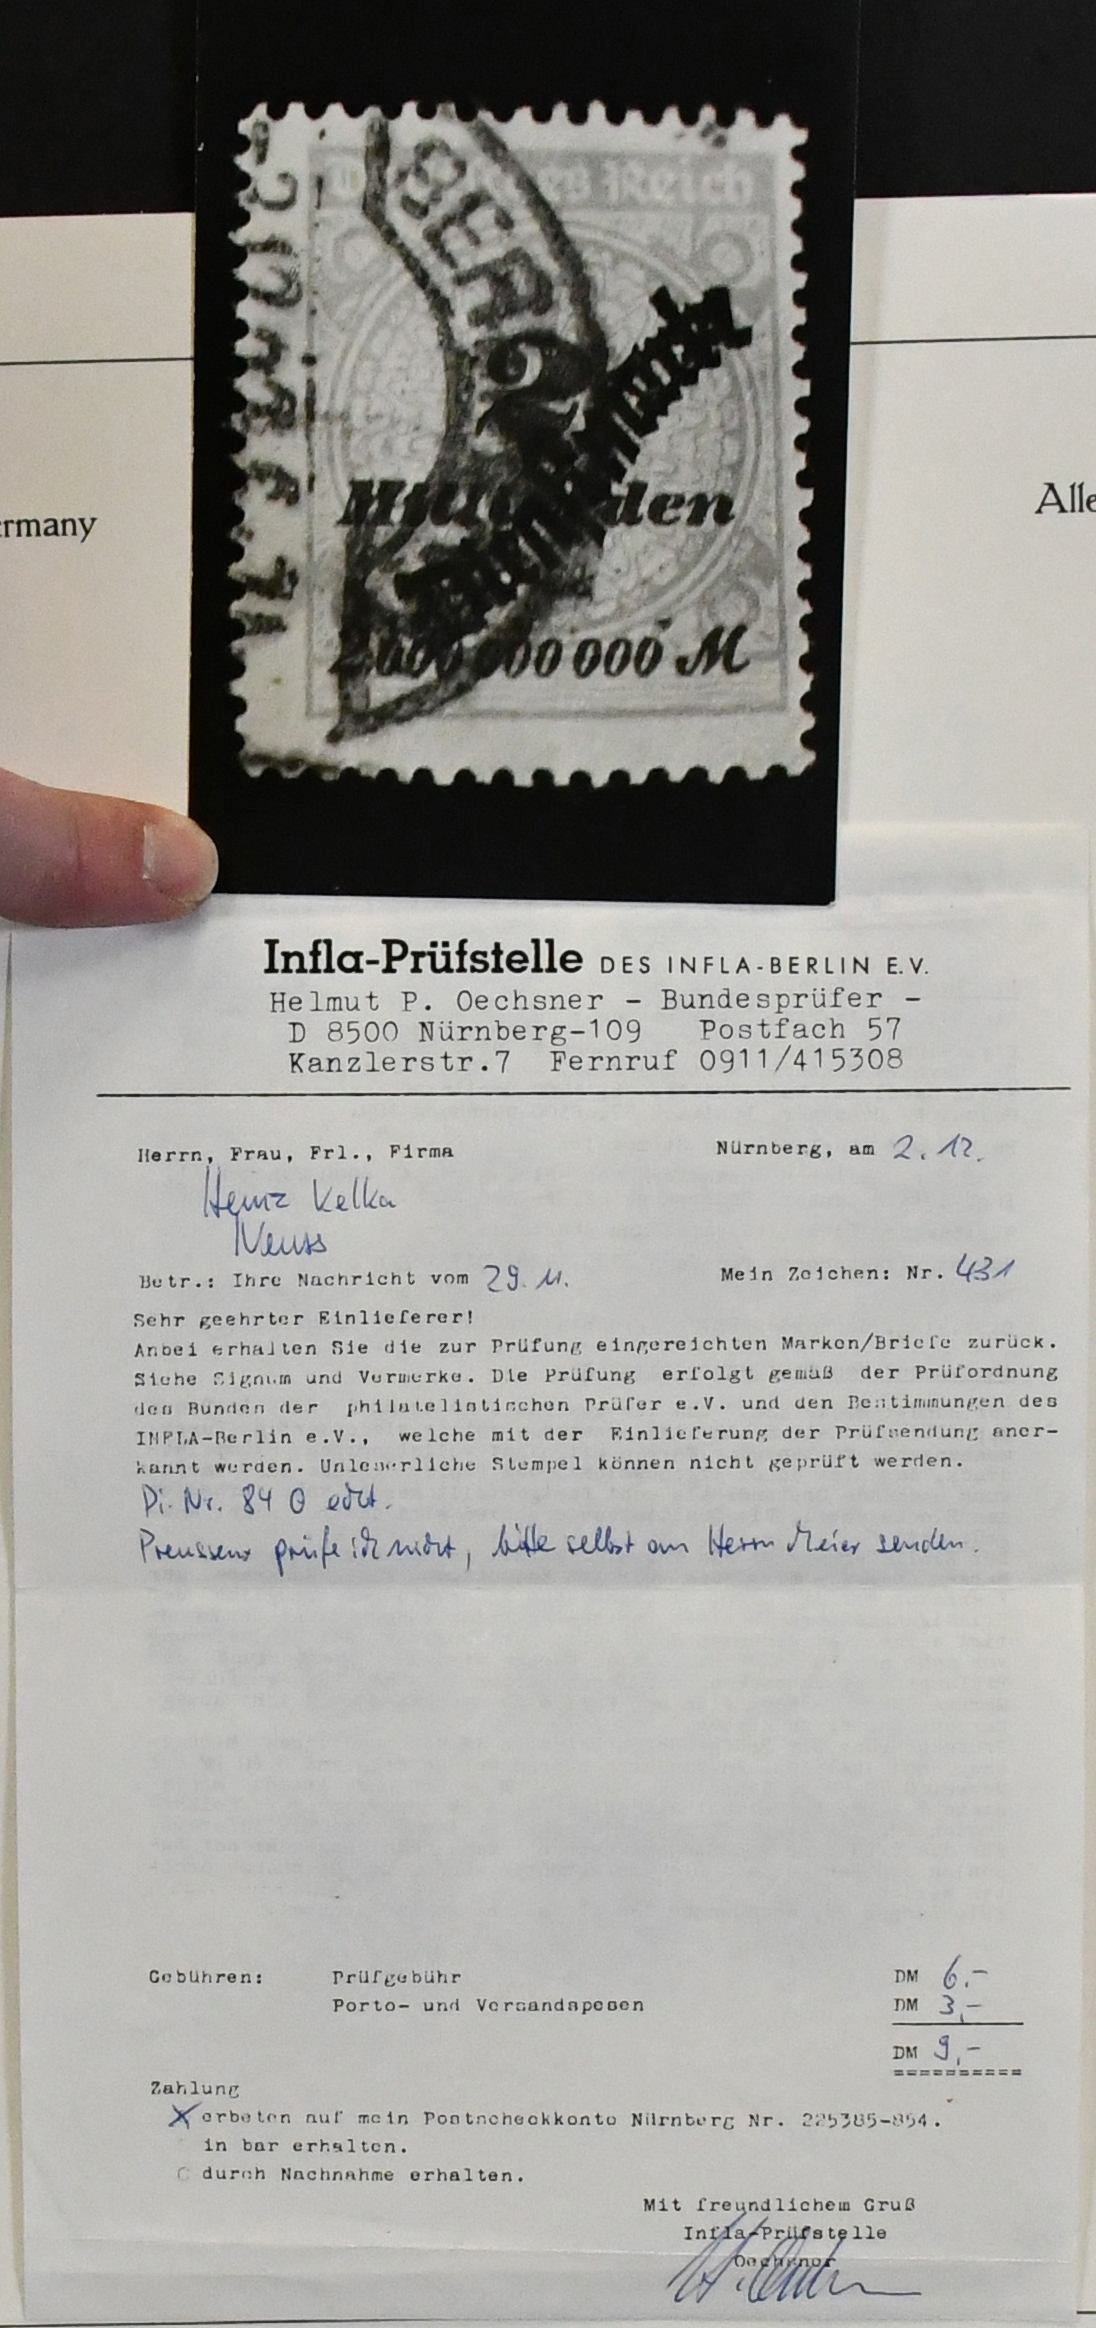 Deutsches Reich
BERG 2
Milliarden
Dienstmarke
2000 000 000 M
ermany
Alle
Infla-Prüfstelle DES INFLA-BERLIN E.V.
Helmut P. Oechsner - Bundesprüfer -
D 8500 Nürnberg-109 Postfach 57
Kanzlerstr.7 Fernruf 0911/415308
Herrn, Frau, Frl., Firma
Nürnberg, am 2.12.
Heinz Kelka
Neuss
Betr.: Ihre Nachricht vom 29.11.
Mein Zeichen: Nr. 431
Sehr geehrter Einlieferer!
Anbei erhalten Sie die zur Prüfung eingereichten Marken/Briefe zurück.
Siehe Signum und Vermerke. Die Prüfung erfolgt gemäß der Prüfordnung
des Bundes der philatelistischen Prüfer e.V. und den Bestimmungen des
INFLA-Berlin e.V., welche mit der Einlieferung der Prüfsendung aner-
kannt werden. Unleserliche Stempel können nicht geprüft werden.
Di. Nr. 84 O echt.
Preussen prüfe ich nicht, bitte selbst an Herrn Meier senden.
Gebühren: Prüfgebühr DM 6,-
Porto- und Versandspesen DM 3,-
DM 9,-
==========
Zahlung
X erbeten auf mein Postscheckkonto Nürnberg Nr. 225385-854.
in bar erhalten.
O durch Nachnahme erhalten.
Mit freundlichem Gruß
Infla-Prüfstelle
Oechsner